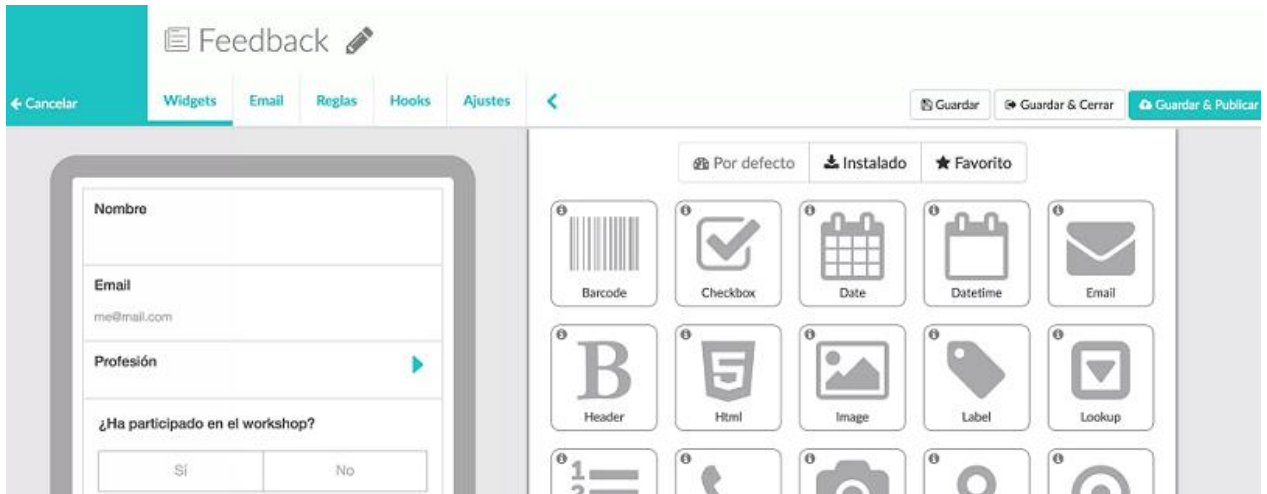 Feedback
Cancelar
Widgets Email Reglas Hooks Ajustes
Guardar Guardar & Cerrar Guardar & Publicar
Por defecto Instalado Favorito
Nombre
Email
me@mail.com
Profesión
¿Ha participado en el workshop?
Sí No
Barcode Checkbox Date Datetime Email
Header Html Image Label Lookup